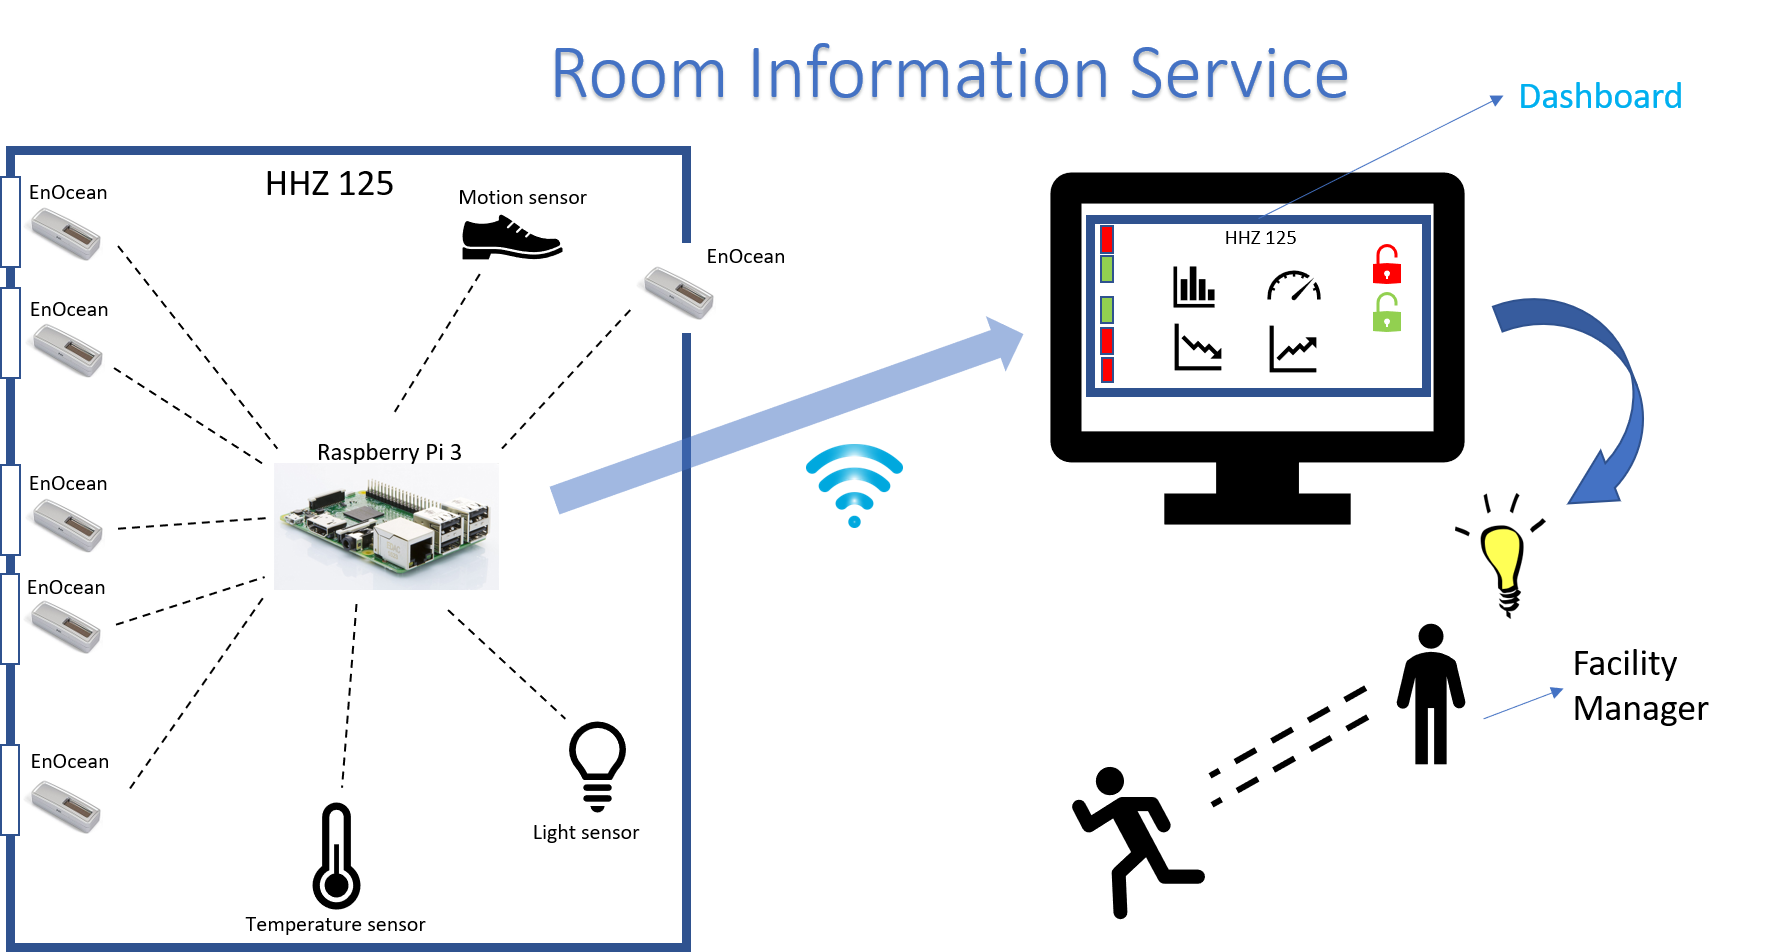 Room Information Service
Dashboard
HHZ 125
EnOcean
Motion sensor
EnOcean
EnOcean
Raspberry Pi 3
EnOcean
EnOcean
EnOcean
Light sensor
Temperature sensor
HHZ 125
Facility
Manager